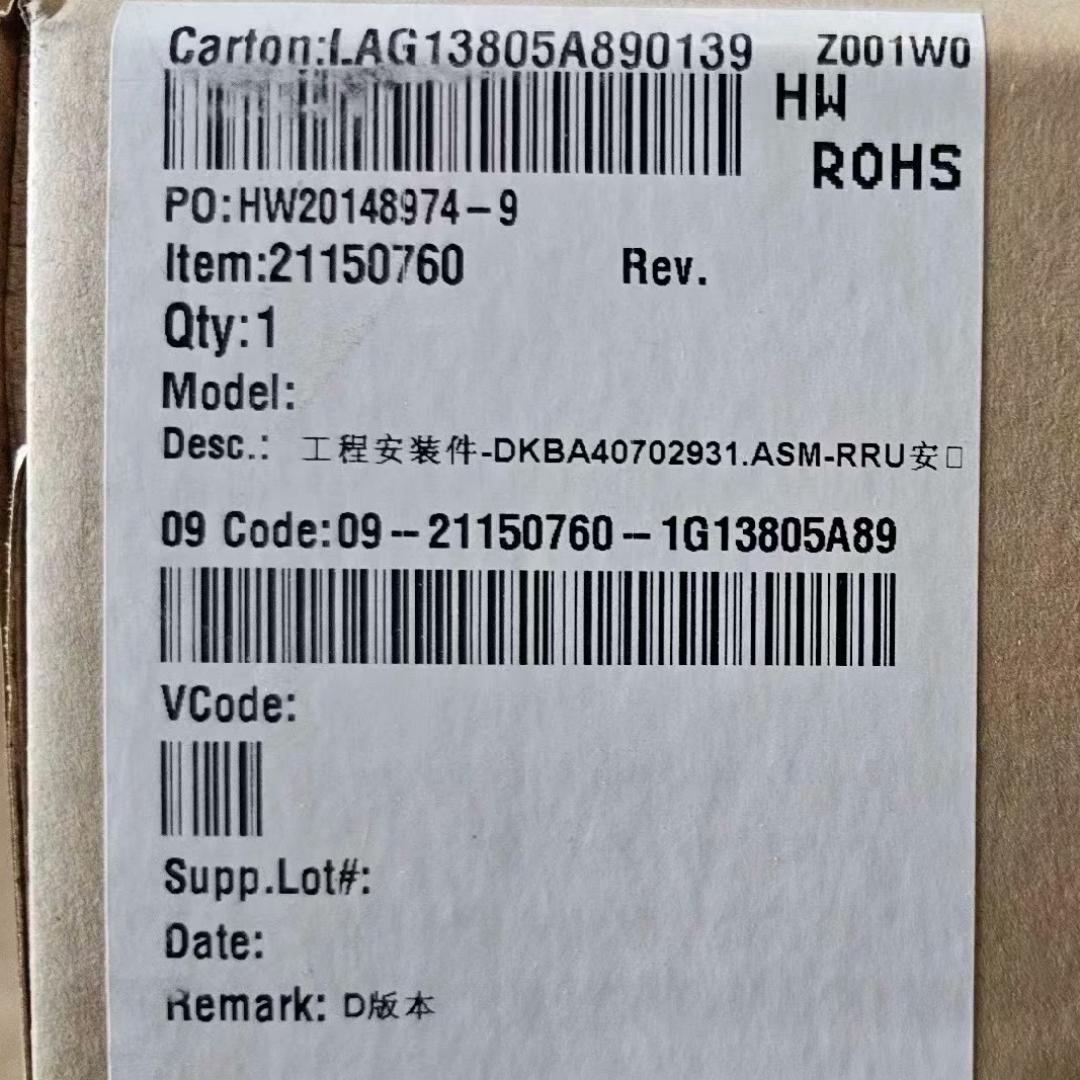 Carton:LAG13805A890139 Z001W0
HW
ROHS
PO:HW20148974-9
Item:21150760 Rev.
Qty:1
Model:
Desc.: 工程安装件-DKBA40702931.ASM-RRU安□
09 Code:09--21150760--1G13805A89
VCode:
Supp.Lot#:
Date:
Remark: D版本